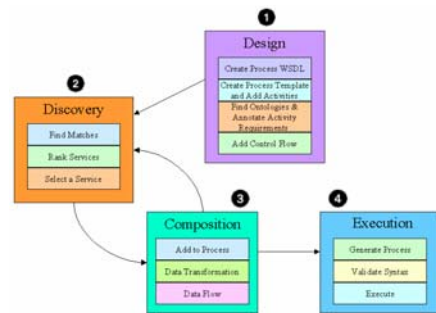 1
Design
Create Process WSDL
Create Process Template
and Add Activities
Find Ontologies &
Annotate Activity
Requirements
Add Control Flow
2
Discovery
Find Matches
Rank Services
Select a Service
3
Composition
Add to Process
Data Transformation
Data Flow
4
Execution
Generate Process
Validate Syntax
Execute